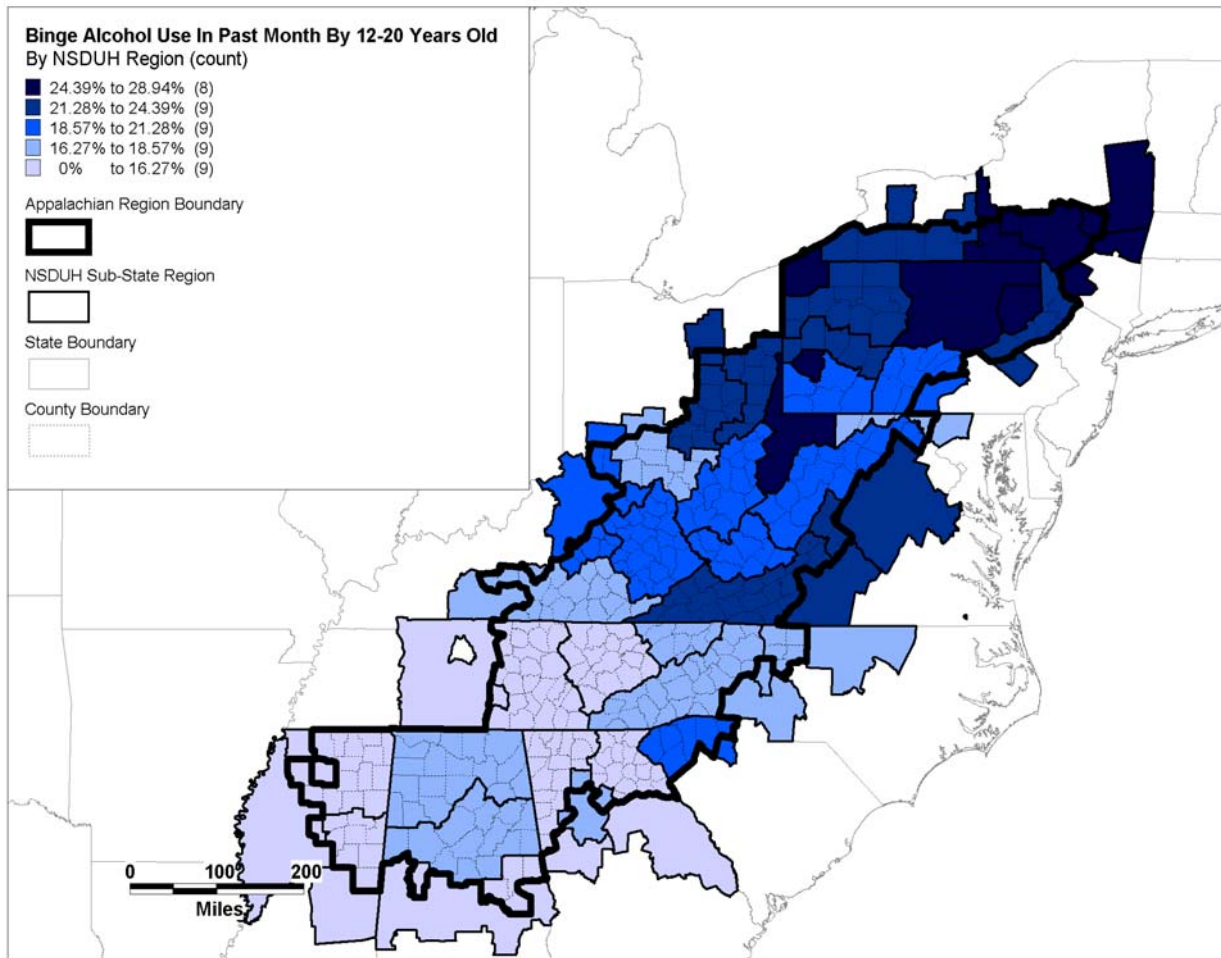 Binge Alcohol Use In Past Month By 12-20 Years Old
By NSDUH Region (count)
24.39% to 28.94% (8)
21.28% to 24.39% (9)
18.57% to 21.28% (9)
16.27% to 18.57% (9)
0% to 16.27% (9)
Appalachian Region Boundary
NSDUH Sub-State Region
State Boundary
County Boundary
0 100 200
Miles